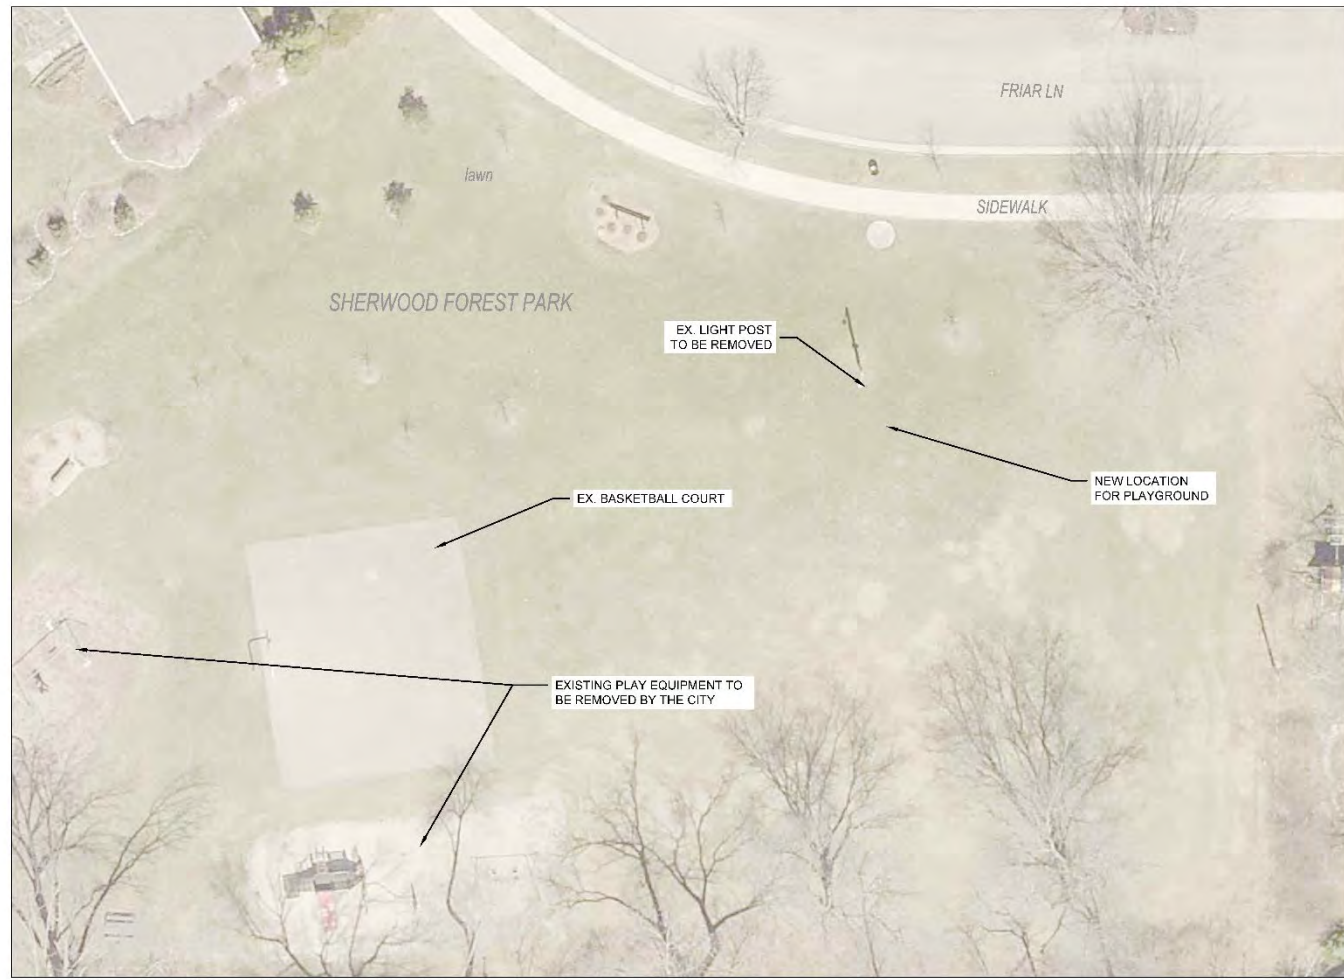 FRIAR LN
lawn
SIDEWALK
SHERWOOD FOREST PARK
EX. LIGHT POST
TO BE REMOVED
NEW LOCATION
FOR PLAYGROUND
EX. BASKETBALL COURT
EXISTING PLAY EQUIPMENT TO
BE REMOVED BY THE CITY